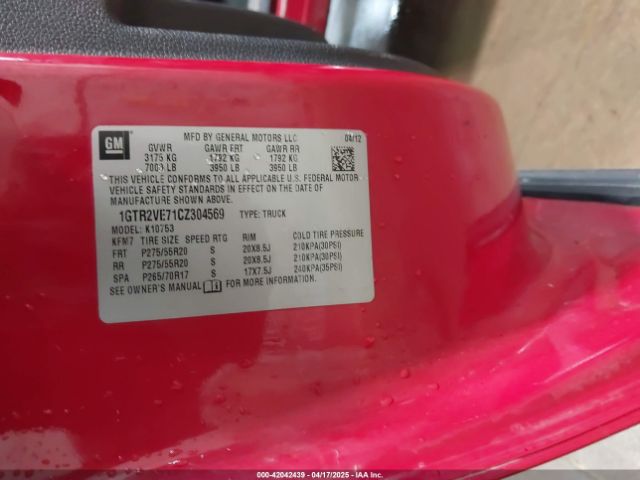 GM
MFD BY GENERAL MOTORS LLC 04/12
GVWR GAWR FRT GAWR RR
3175 KG 1792 KG 1792 KG
7000 LB 3950 LB 3950 LB
THIS VEHICLE CONFORMS TO ALL APPLICABLE U.S. FEDERAL MOTOR
VEHICLE SAFETY STANDARDS IN EFFECT ON THE DATE OF
MANUFACTURE SHOWN ABOVE.
1GTR2VE71CZ304569 TYPE: TRUCK
MODEL: K10753
KFM7 TIRE SIZE SPEED RTG RIM COLD TIRE PRESSURE
FRT P275/55R20 S 20X8.5J 210KPA(30PSI)
RR P275/55R20 S 20X8.5J 210KPA(30PSI)
SPA P265/70R17 S 17X7.5J 240KPA(35PSI)
SEE OWNER'S MANUAL FOR MORE INFORMATION.
000-42042439 - 04/17/2025 - IAA Inc.